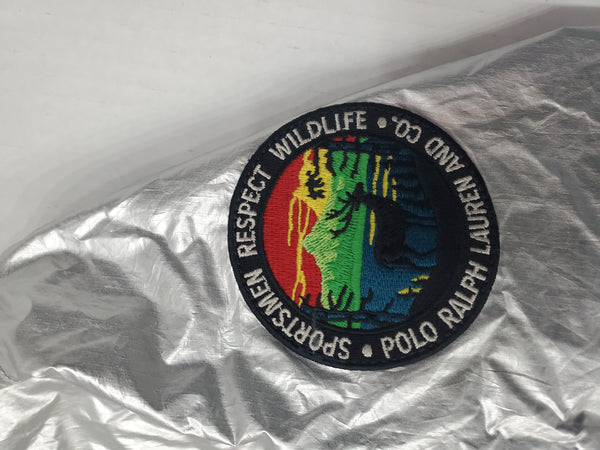 SPORTSMEN RESPECT WILDLIFE •
POLO RALPH LAUREN AND CO. •